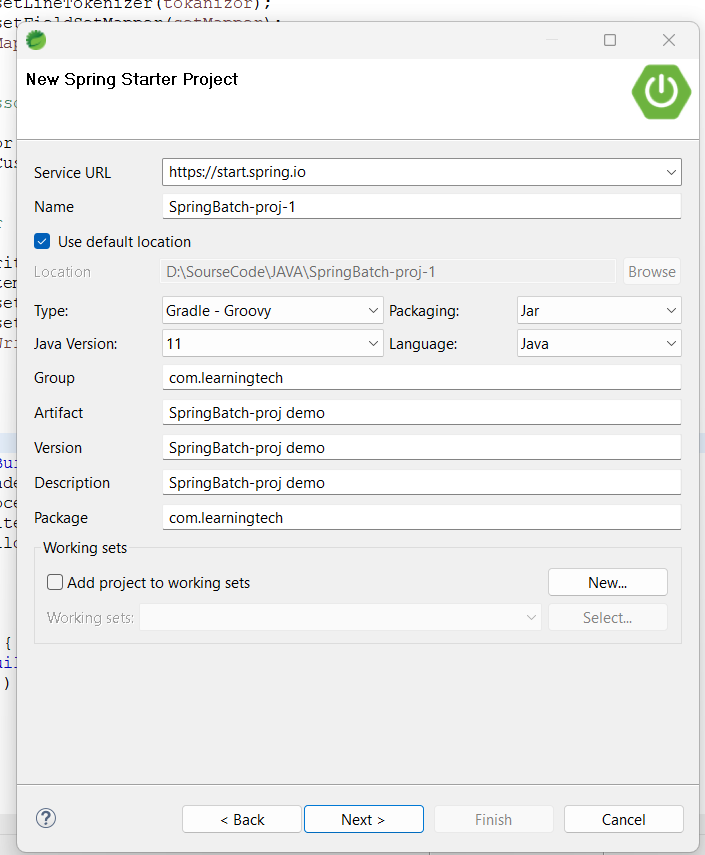 setLineTokenizer(tokanizor);
setFieldSetMapper(getMapper);
New Spring Starter Project
Service URL https://start.spring.io
Name SpringBatch-proj-1
Use default location
Location D:\SourseCode\JAVA\SpringBatch-proj-1 Browse
Type: Gradle - Groovy Packaging: Jar
Java Version: 11 Language: Java
Group com.learningtech
Artifact SpringBatch-proj demo
Version SpringBatch-proj demo
Description SpringBatch-proj demo
Package com.learningtech
Working sets
Add project to working sets New...
Working sets: Select...
? < Back Next > Finish Cancel